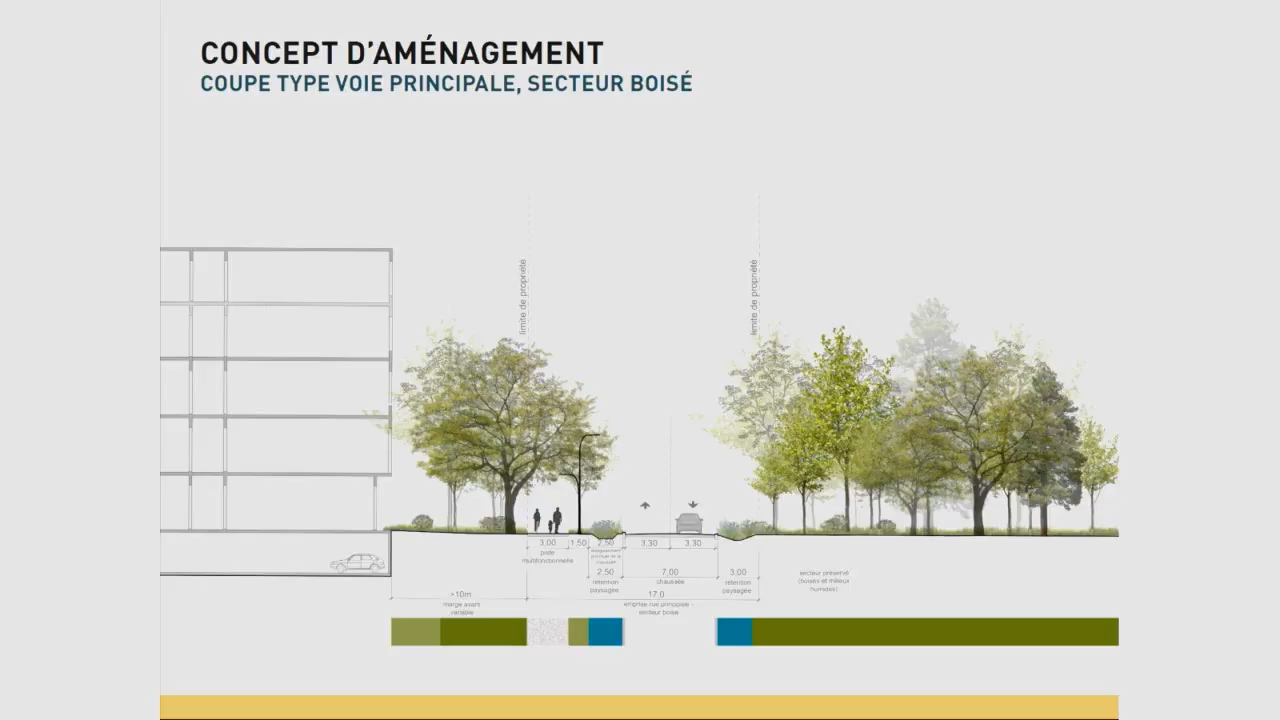 CONCEPT D'AMÉNAGEMENT
COUPE TYPE VOIE PRINCIPALE, SECTEUR BOISÉ
limite de propriété
limite de propriété
3,00
1,50
2,50
3.30
3.30
piste
multifonctionnelle
2,50
7,00
3,00
rétention
paysagée
chaussée
rétention
paysagée
secteur préservé
(boisés et milieux
humides)
>10m
17.0
marge avant
variable
emprise rue principale -
secteur boisé